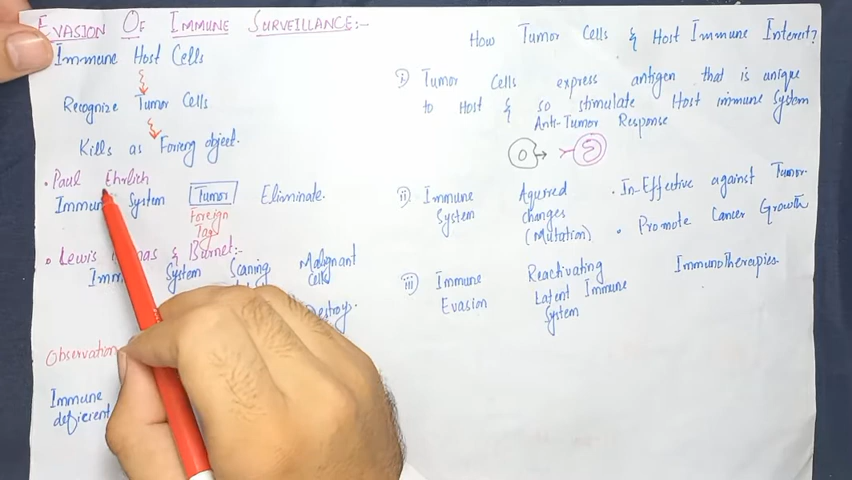 EVASION OF IMMUNE SURVEILLANCE:-
Immune Host Cells
Recognize Tumor Cells
Kills as Forierg object.
• Paul Ehrlich
Immune System Tumor Eliminate.
Foreign
Tag
• Lewis & Burnet:-
System Scaning Malignant
Cells
Destroy.
Observation
Immune
deficient
How Tumor Cells & Host Immune Interest?
i) Tumor Cells express antigen that is unique
to Host & so stimulate Host immune System
Anti-Tumor Response
ii) Immune Aqurred • In-Effective against Tumor
System changes • Promote Cancer Growth
(Mutation)
iii) Immune Reactivating ImmunoTherapies.
Evasion Latent Immune
System